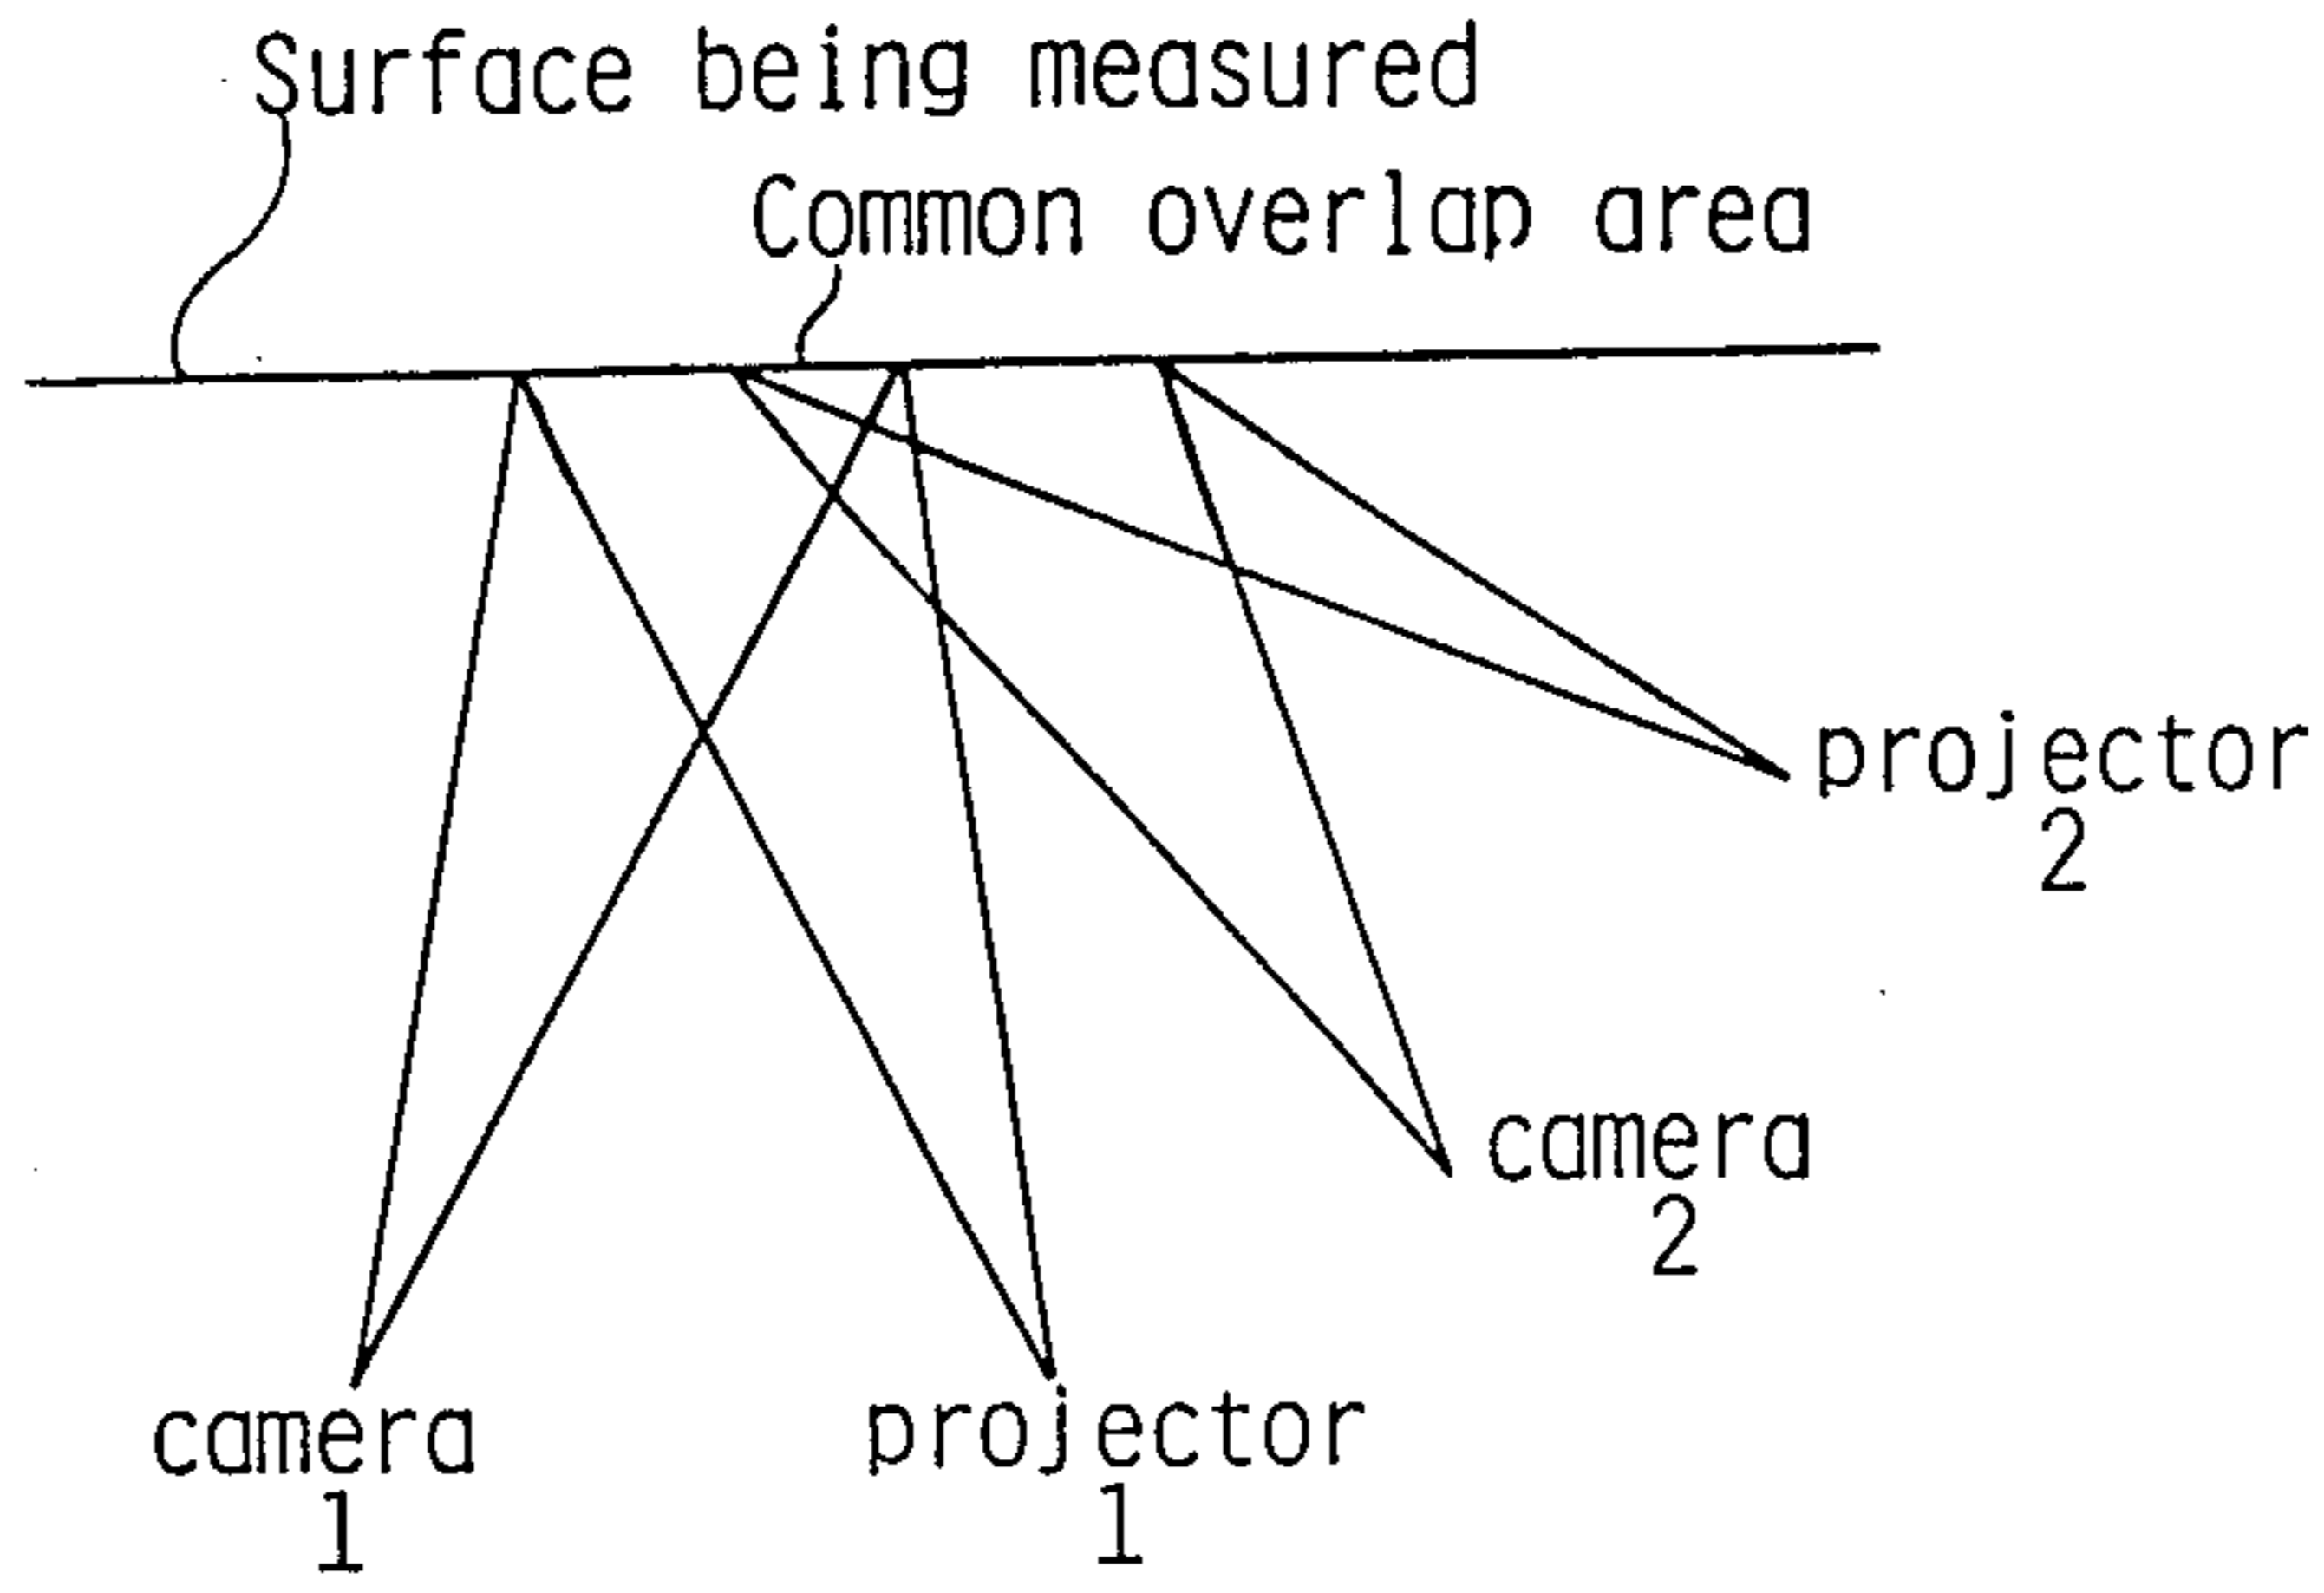 Surface being measured
Common overlap area
projector
2
camera
2
camera
1
projector
1